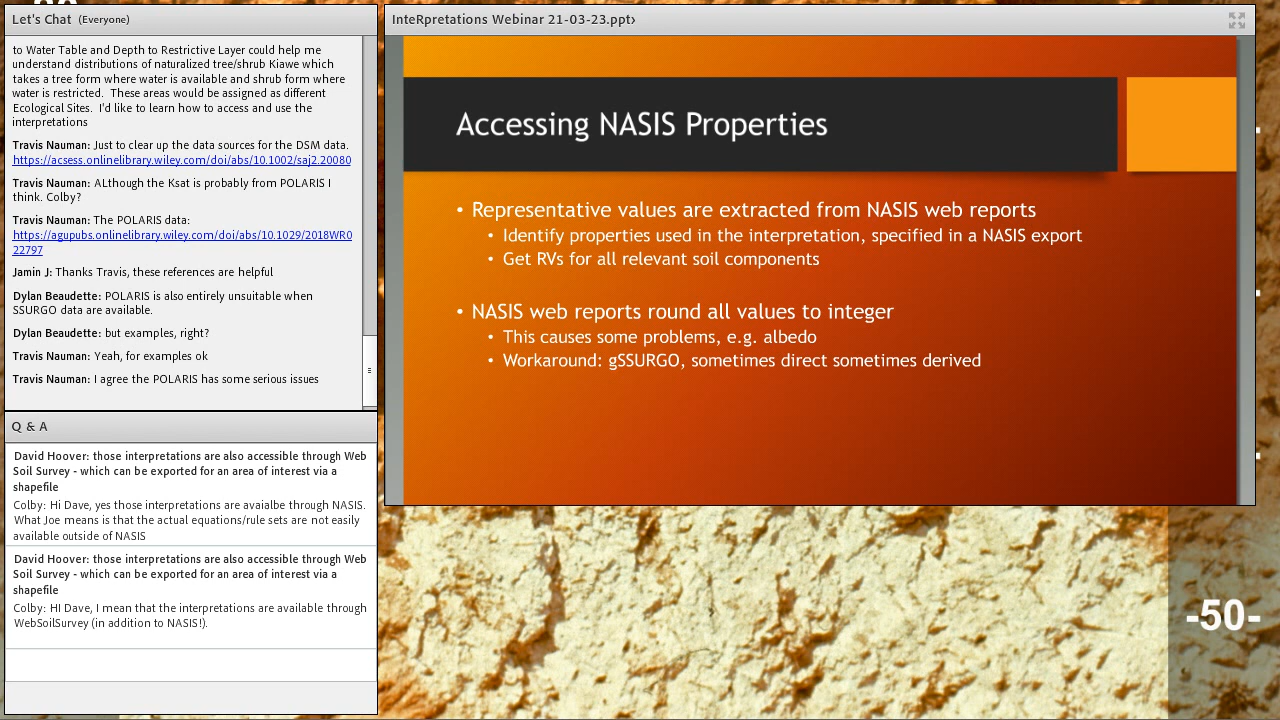 Let's Chat (Everyone)
to Water Table and Depth to Restrictive Layer could help me
understand distributions of naturalized tree/shrub Kiawe which
takes a tree form where water is available and shrub form where
water is restricted. These areas would be assigned as different
Ecological Sites. I'd like to learn how to access and use the
interpretations
Travis Nauman: Just to clear up the data sources for the DSM data.
https://acsess.onlinelibrary.wiley.com/doi/abs/10.1002/saj2.20080
Travis Nauman: ALthough the Ksat is probably from POLARIS I
think. Colby?
Travis Nauman: The POLARIS data:
https://agupubs.onlinelibrary.wiley.com/doi/abs/10.1029/2018WR0
22797
Jamin J: Thanks Travis, these references are helpful
Dylan Beaudette: POLARIS is also entirely unsuitable when
SSURGO data are available.
Dylan Beaudette: but examples, right?
Travis Nauman: Yeah, for examples ok
Travis Nauman: I agree the POLARIS has some serious issues
Q & A
David Hoover: those interpretations are also accessible through Web
Soil Survey - which can be exported for an area of interest via a
shapefile
Colby: Hi Dave, yes those interpretations are avaialbe through NASIS.
What Joe means is that the actual equations/rule sets are not easily
available outside of NASIS
David Hoover: those interpretations are also accessible through Web
Soil Survey - which can be exported for an area of interest via a
shapefile
Colby: HI Dave, I mean that the interpretations are available through
WebSoilSurvey (in addition to NASIS!).
InteRpretations Webinar 21-03-23.ppt›
Accessing NASIS Properties
• Representative values are extracted from NASIS web reports
• Identify properties used in the interpretation, specified in a NASIS export
• Get RVs for all relevant soil components
• NASIS web reports round all values to integer
• This causes some problems, e.g. albedo
• Workaround: gSSURGO, sometimes direct sometimes derived
-50-